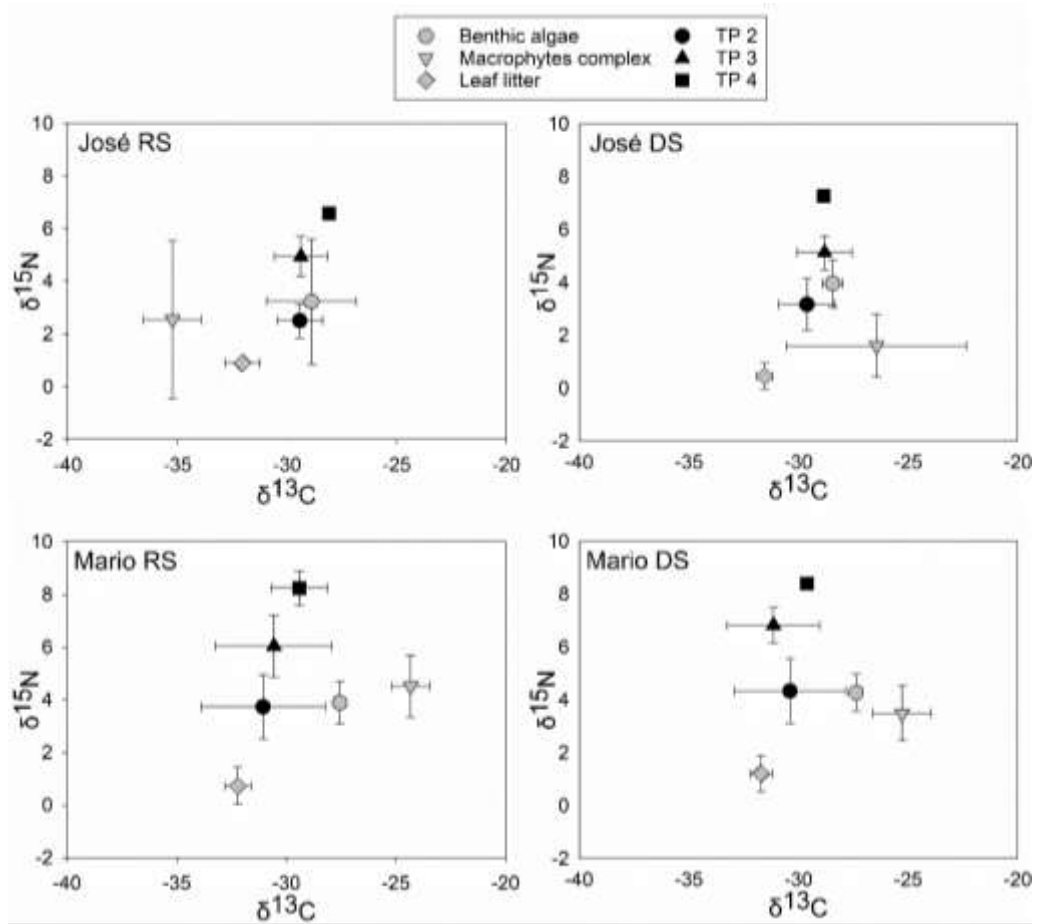 Benthic algae TP 2
Macrophytes complex TP 3
Leaf litter TP 4
José RS
10
8
6
4
2
0
-2
δ15N
-40 -35 -30 -25 -20
δ13C
José DS
10
8
6
4
2
0
-2
δ15N
-40 -35 -30 -25 -20
δ13C
Mario RS
10
8
6
4
2
0
-2
δ15N
-40 -35 -30 -25 -20
δ13C
Mario DS
10
8
6
4
2
0
-2
δ15N
-40 -35 -30 -25 -20
δ13C